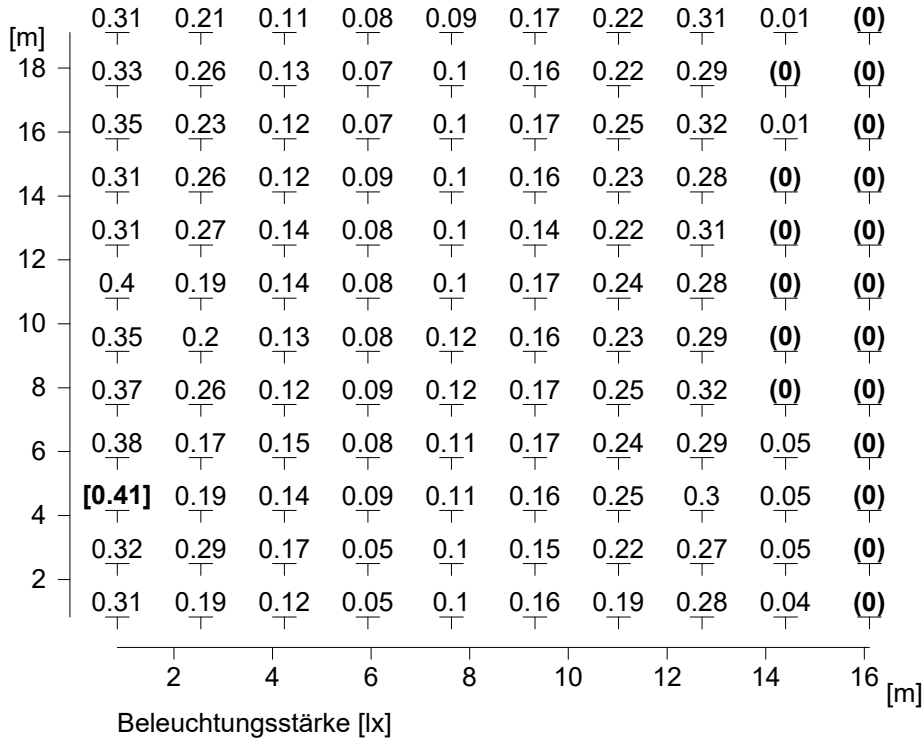 0.31 0.21 0.11 0.08 0.09 0.17 0.22 0.31 0.01 (0)
[m]
18 0.33 0.26 0.13 0.07 0.1 0.16 0.22 0.29 (0) (0)
16 0.35 0.23 0.12 0.07 0.1 0.17 0.25 0.32 0.01 (0)
0.31 0.26 0.12 0.09 0.1 0.16 0.23 0.28 (0) (0)
14
0.31 0.27 0.14 0.08 0.1 0.14 0.22 0.31 (0) (0)
12
0.4 0.19 0.14 0.08 0.1 0.17 0.24 0.28 (0) (0)
10
0.35 0.2 0.13 0.08 0.12 0.16 0.23 0.29 (0) (0)
8 0.37 0.26 0.12 0.09 0.12 0.17 0.25 0.32 (0) (0)
6 0.38 0.17 0.15 0.08 0.11 0.17 0.24 0.29 0.05 (0)
[0.41] 0.19 0.14 0.09 0.11 0.16 0.25 0.3 0.05 (0)
4
0.32 0.29 0.17 0.05 0.1 0.15 0.22 0.27 0.05 (0)
2
0.31 0.19 0.12 0.05 0.1 0.16 0.19 0.28 0.04 (0)
2 4 6 8 10 12 14 16
[m]
Beleuchtungsstärke [lx]